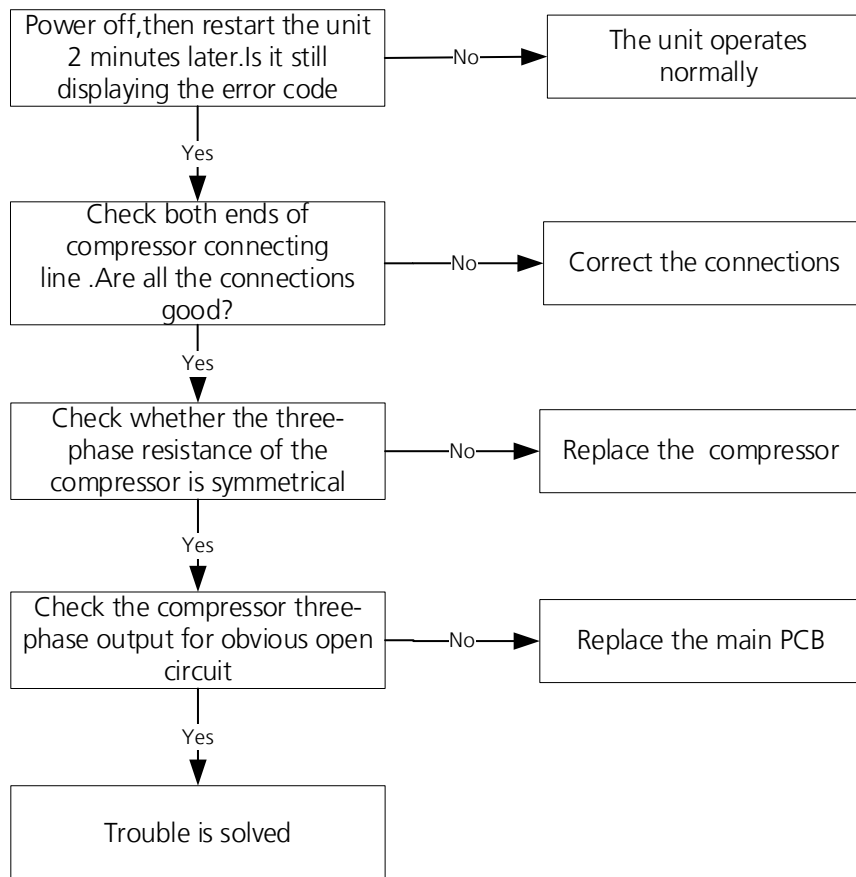 Power off,then restart the unit
2 minutes later.Is it still
displaying the error code
No
The unit operates
normally
Yes
Check both ends of
compressor connecting
line .Are all the connections
good?
No
Correct the connections
Yes
Check whether the three-
phase resistance of the
compressor is symmetrical
No
Replace the  compressor
Yes
Check the compressor three-
phase output for obvious open
circuit
No
Replace the main PCB
Yes
Trouble is solved